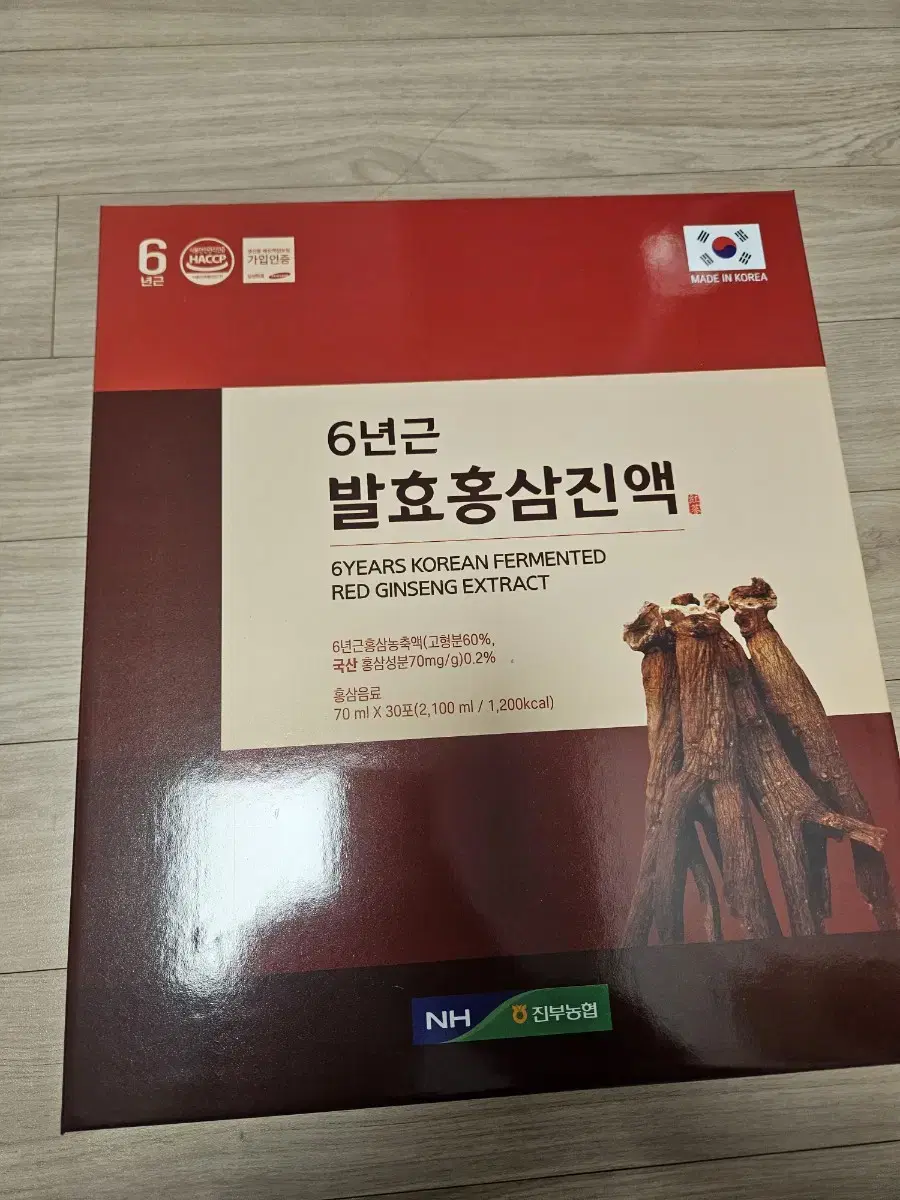 6
년근
HACCP
가입인증
MADE IN KOREA
6년근
발효홍삼진액
紅蔘
6YEARS KOREAN FERMENTED
RED GINSENG EXTRACT
6년근홍삼농축액(고형분60%,
국산 홍삼성분70mg/g)0.2%
홍삼음료
70 ml X 30포(2,100 ml / 1,200kcal)
NH 진부농협